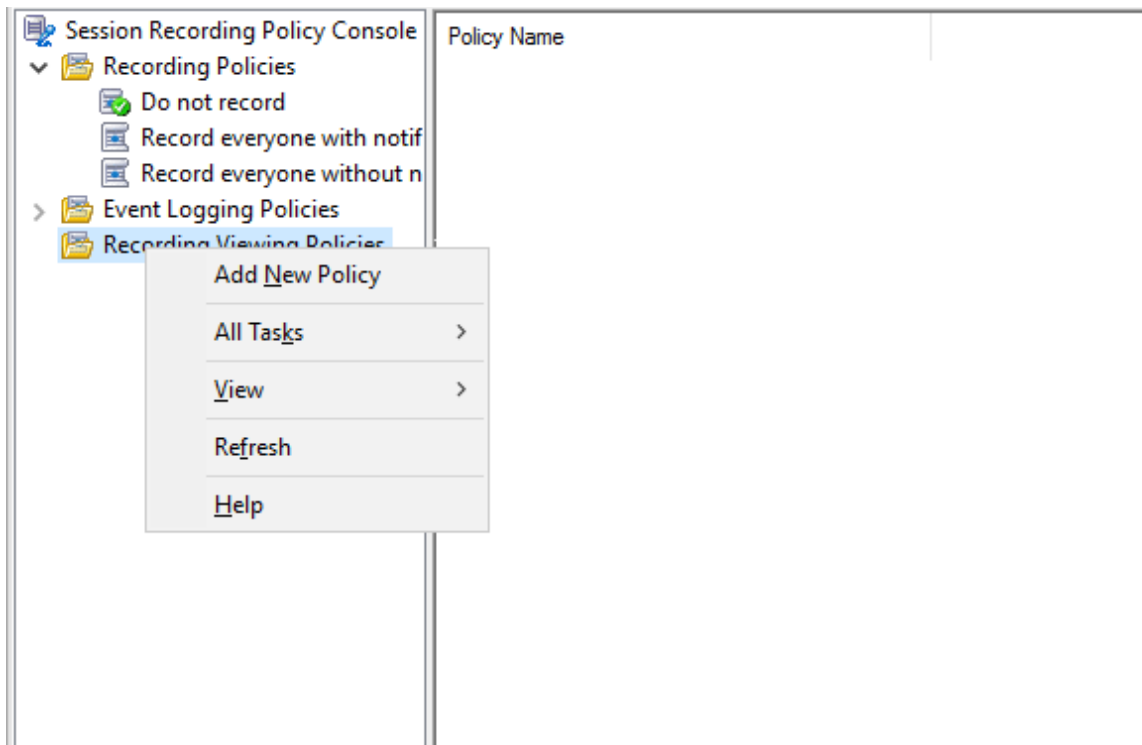 Session Recording Policy Console
Recording Policies
Do not record
Record everyone with notif
Record everyone without n
Event Logging Policies
Recording Viewing Policies
Add New Policy
All Tasks
View
Refresh
Help
Policy Name